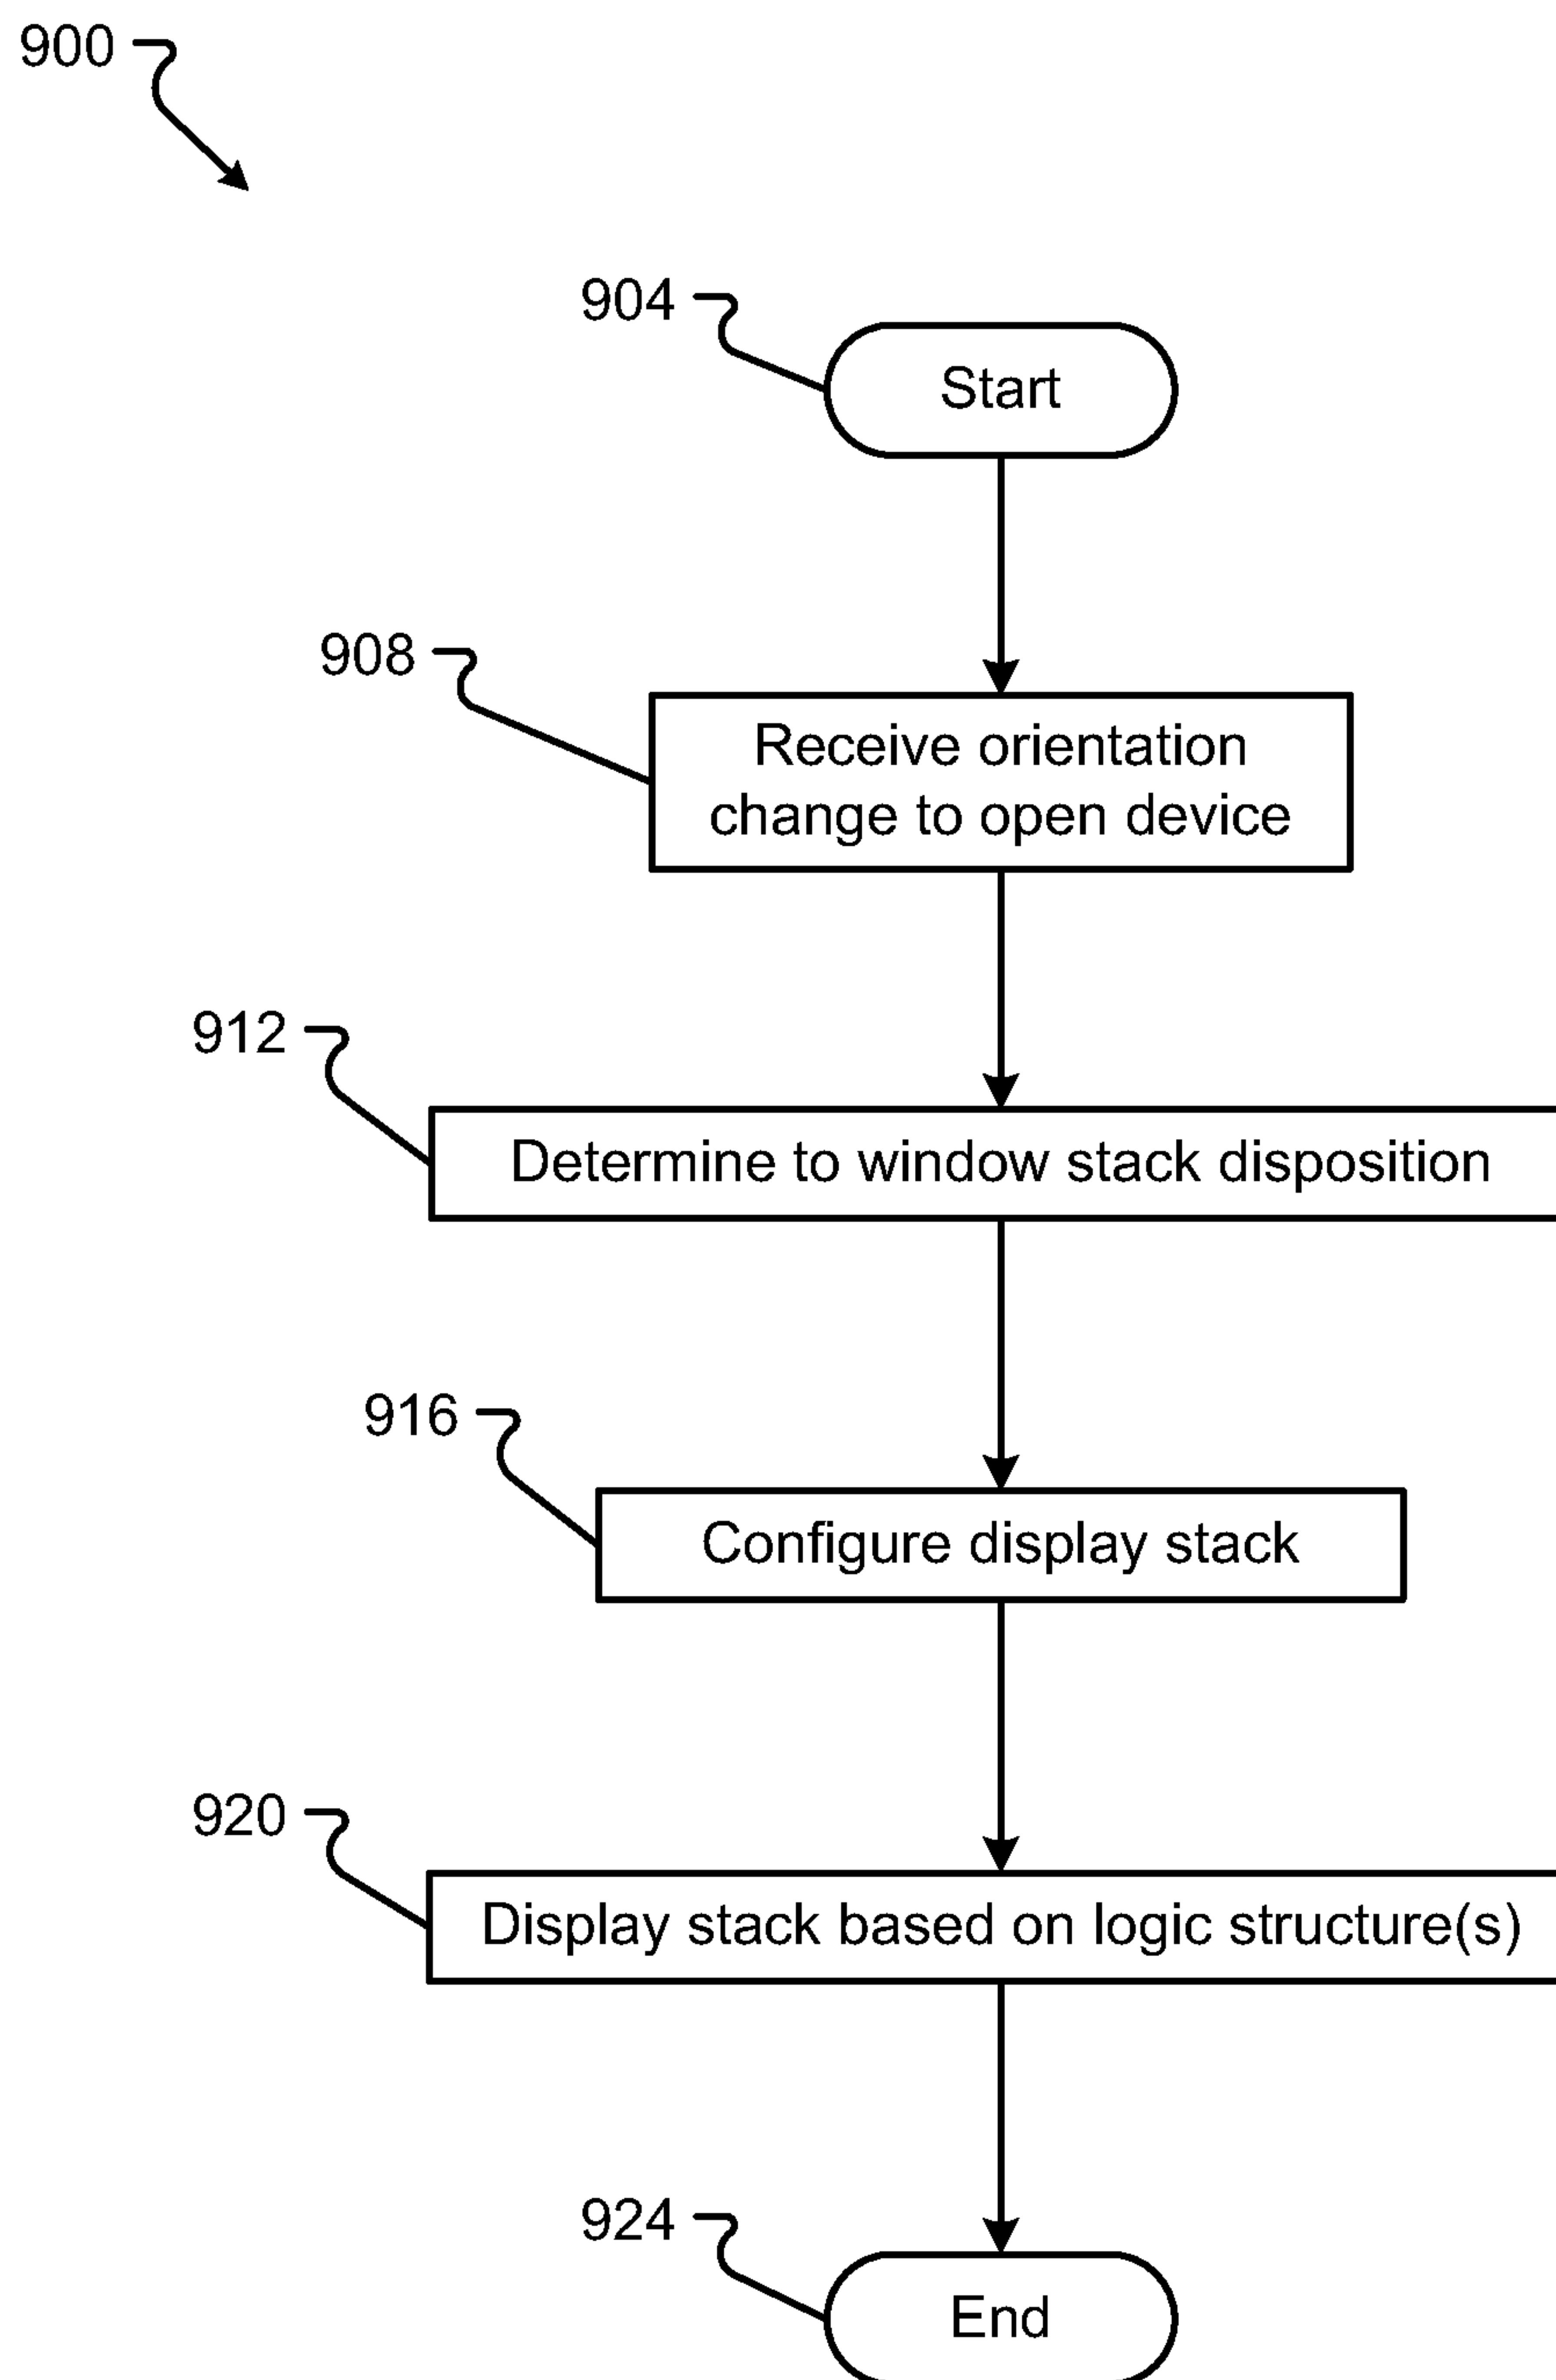 900
904
Start
908
Receive orientation
change to open device
912
Determine to window stack disposition
916
Configure display stack
920
Display stack based on logic structure(s)
924
End